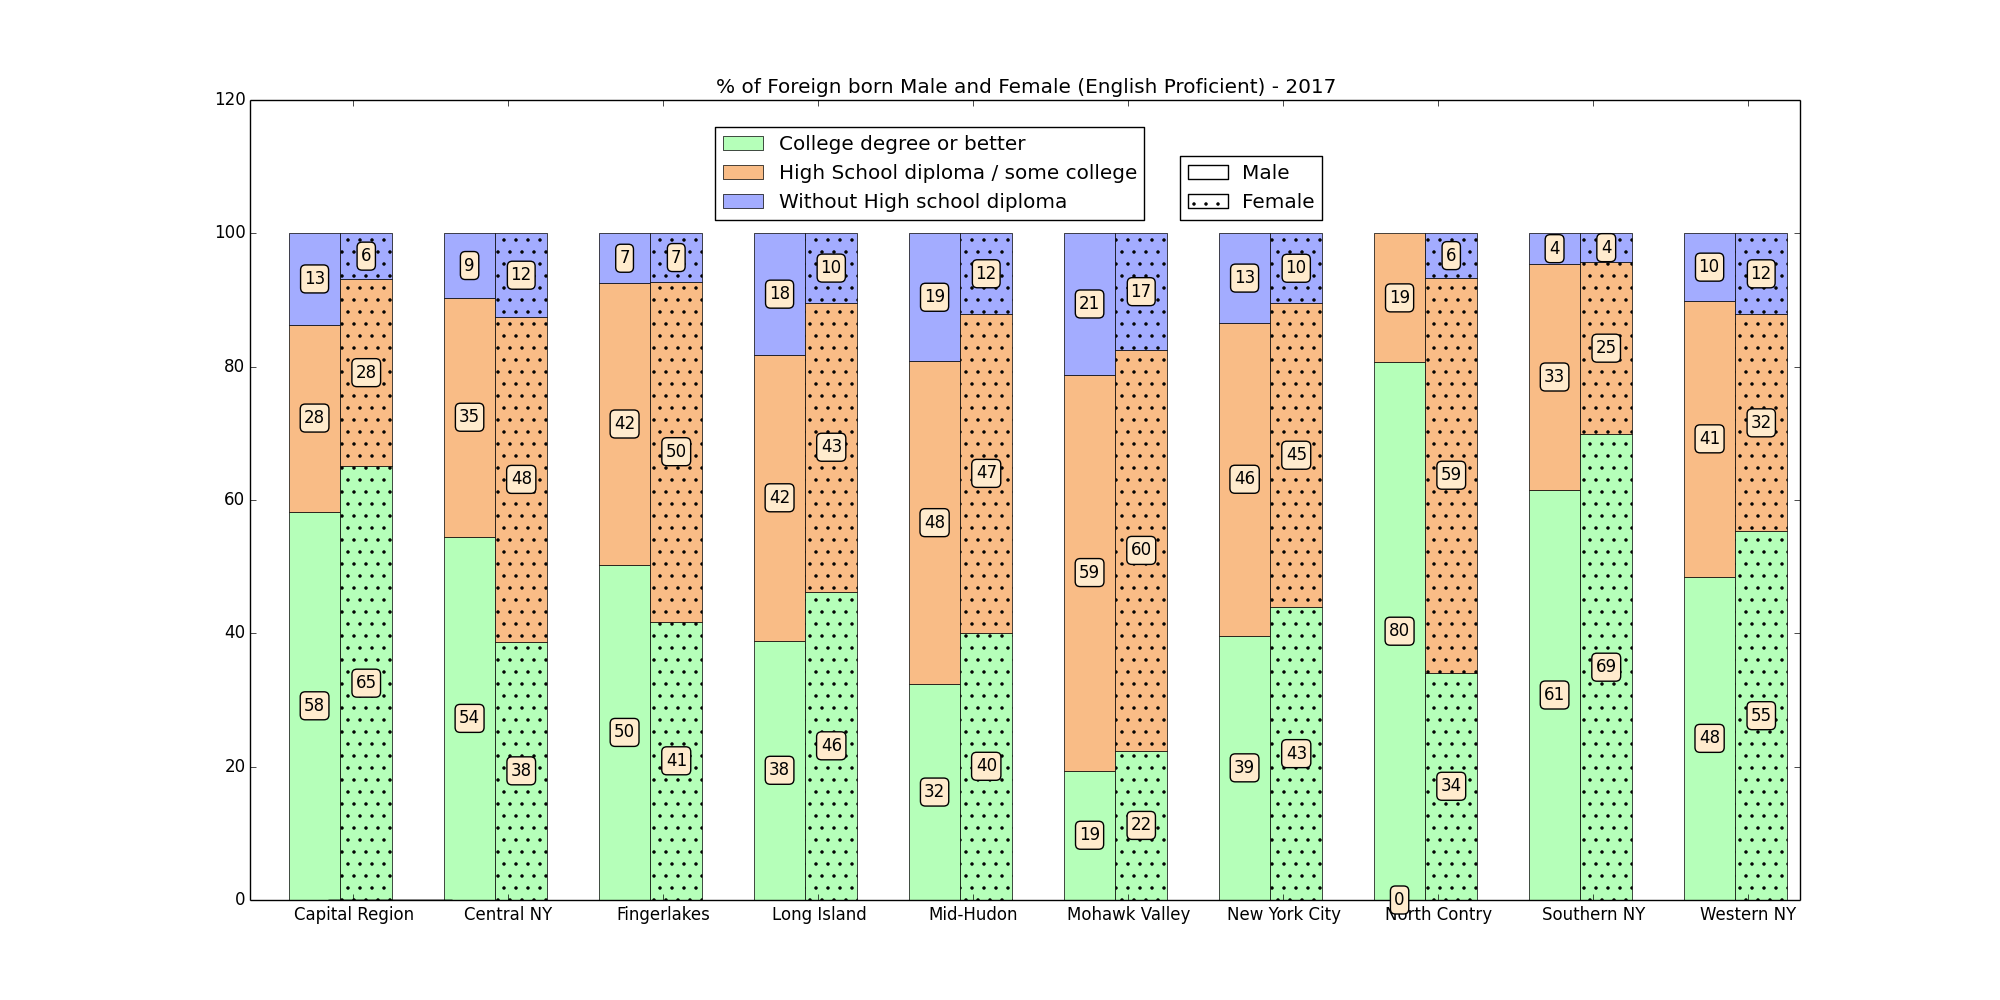 % of Foreign born Male and Female (English Proficient) - 2017
120
College degree or better
High School diploma / some college
Without High school diploma
Male
Female
100
80
60
40
20
0
13 6 9 12 7 7 18 10 19 12 21 17 13 10 6 4 4 10 12
28 28 35 48 42 50 42 43 48 47 59 60 46 45 19 59 33 25 41 32
58 65 54 38 50 41 38 46 32 40 19 22 39 43 80 34 61 69 48 55
0
Capital Region Central NY Fingerlakes Long Island Mid-Hudon Mohawk Valley New York City North Contry Southern NY Western NY